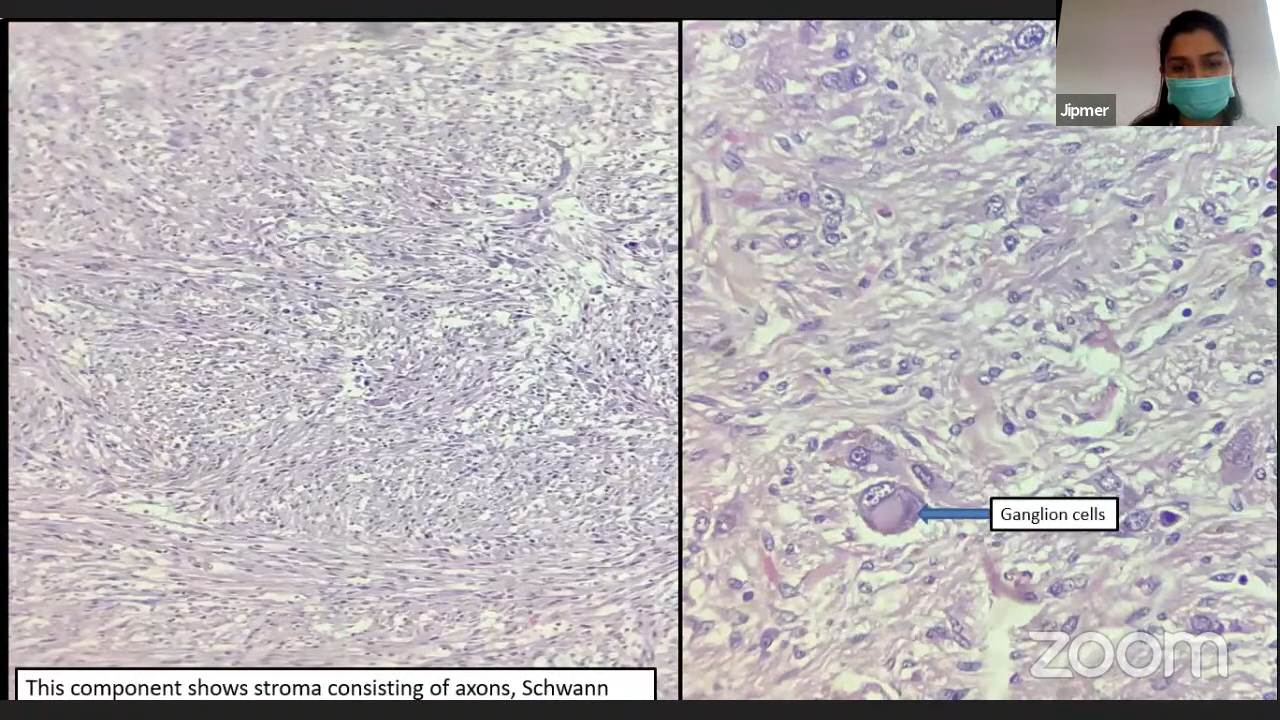 Jipmer
Ganglion cells
zoom
This component shows stroma consisting of axons, Schwann